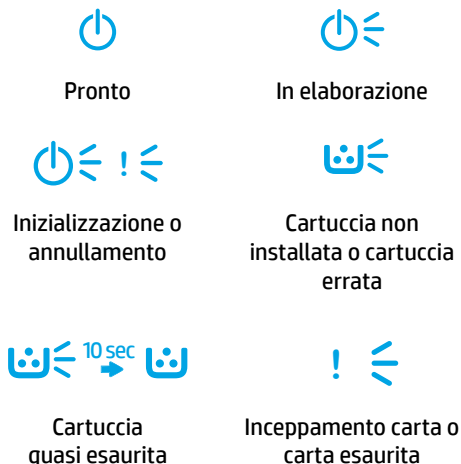 Pronto
In elaborazione
!
Inizializzazione o
annullamento
Cartuccia non
installata o cartuccia
errata
10 sec
Cartuccia
quasi esaurita
!
Inceppamento carta o
carta esaurita